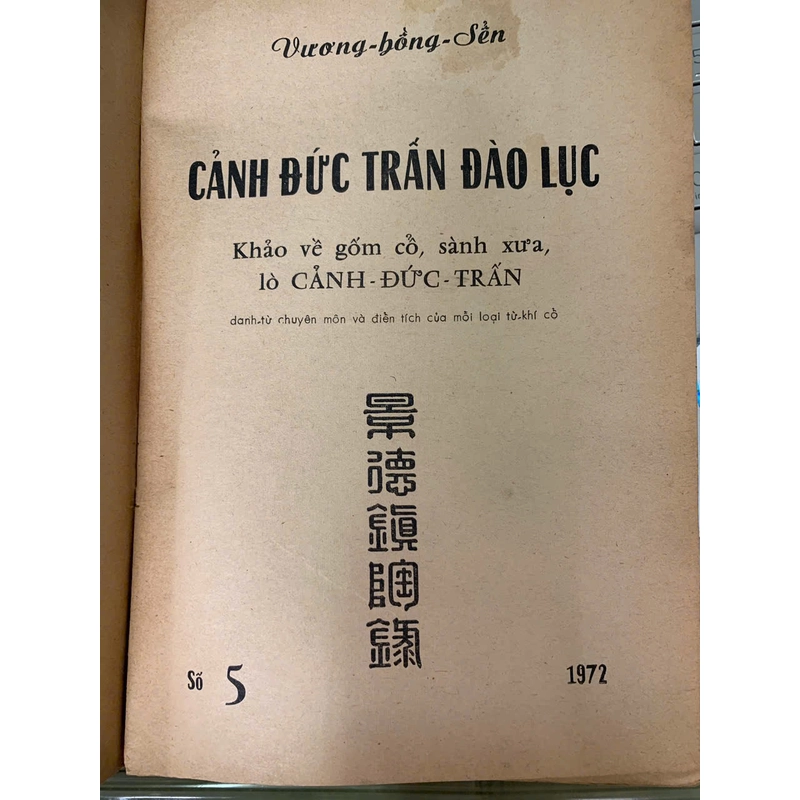 Vương-hồng-Sển
CẢNH ĐỨC TRẤN ĐÀO LỤC
Khảo về gốm cổ, sành xưa,
lò CẢNH-ĐỨC-TRẤN
danh-từ chuyên môn và điển tích của mỗi loại từ-khí cổ
景
德
鎮
陶
錄
Số 5
1972